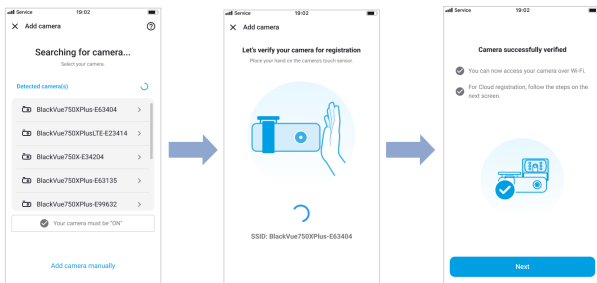 Service 19:02
Add camera
Searching for camera...
Select your camera.
Detected camera(s)
BlackVue750XPlus-E63404
BlackVue750XPlusLTE-E23414
BlackVue750X-E34204
BlackVue750XPlus-E63135
BlackVue750XPlus-E99632
Your camera must be "ON"
Add camera manually
Service 19:02
Add camera
Let's verify your camera for registration
Place your hand on the camera's touch sensor.
SSID: BlackVue750XPlus-E63404
Service 19:02
Camera successfully verified
You can now access your camera over Wi-Fi.
For Cloud registration, follow the steps on the
next screen.
Next